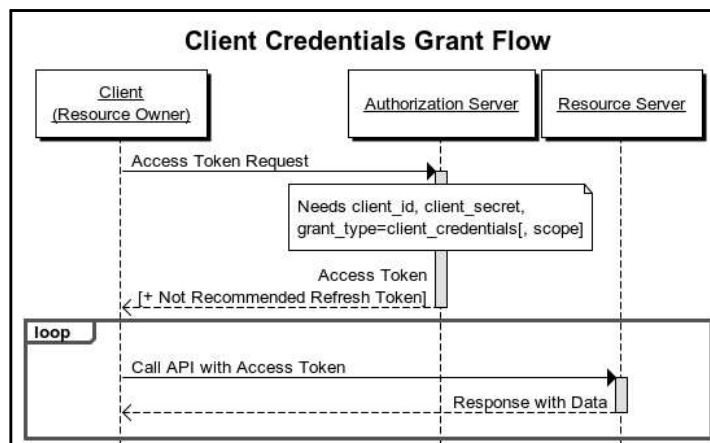 Client Credentials Grant Flow
Client
(Resource Owner)
Authorization Server
Resource Server
Access Token Request
Needs client_id, client_secret,
grant_type=client_credentials[, scope]
Access Token
[+ Not Recommended Refresh Token]
loop
Call API with Access Token
Response with Data